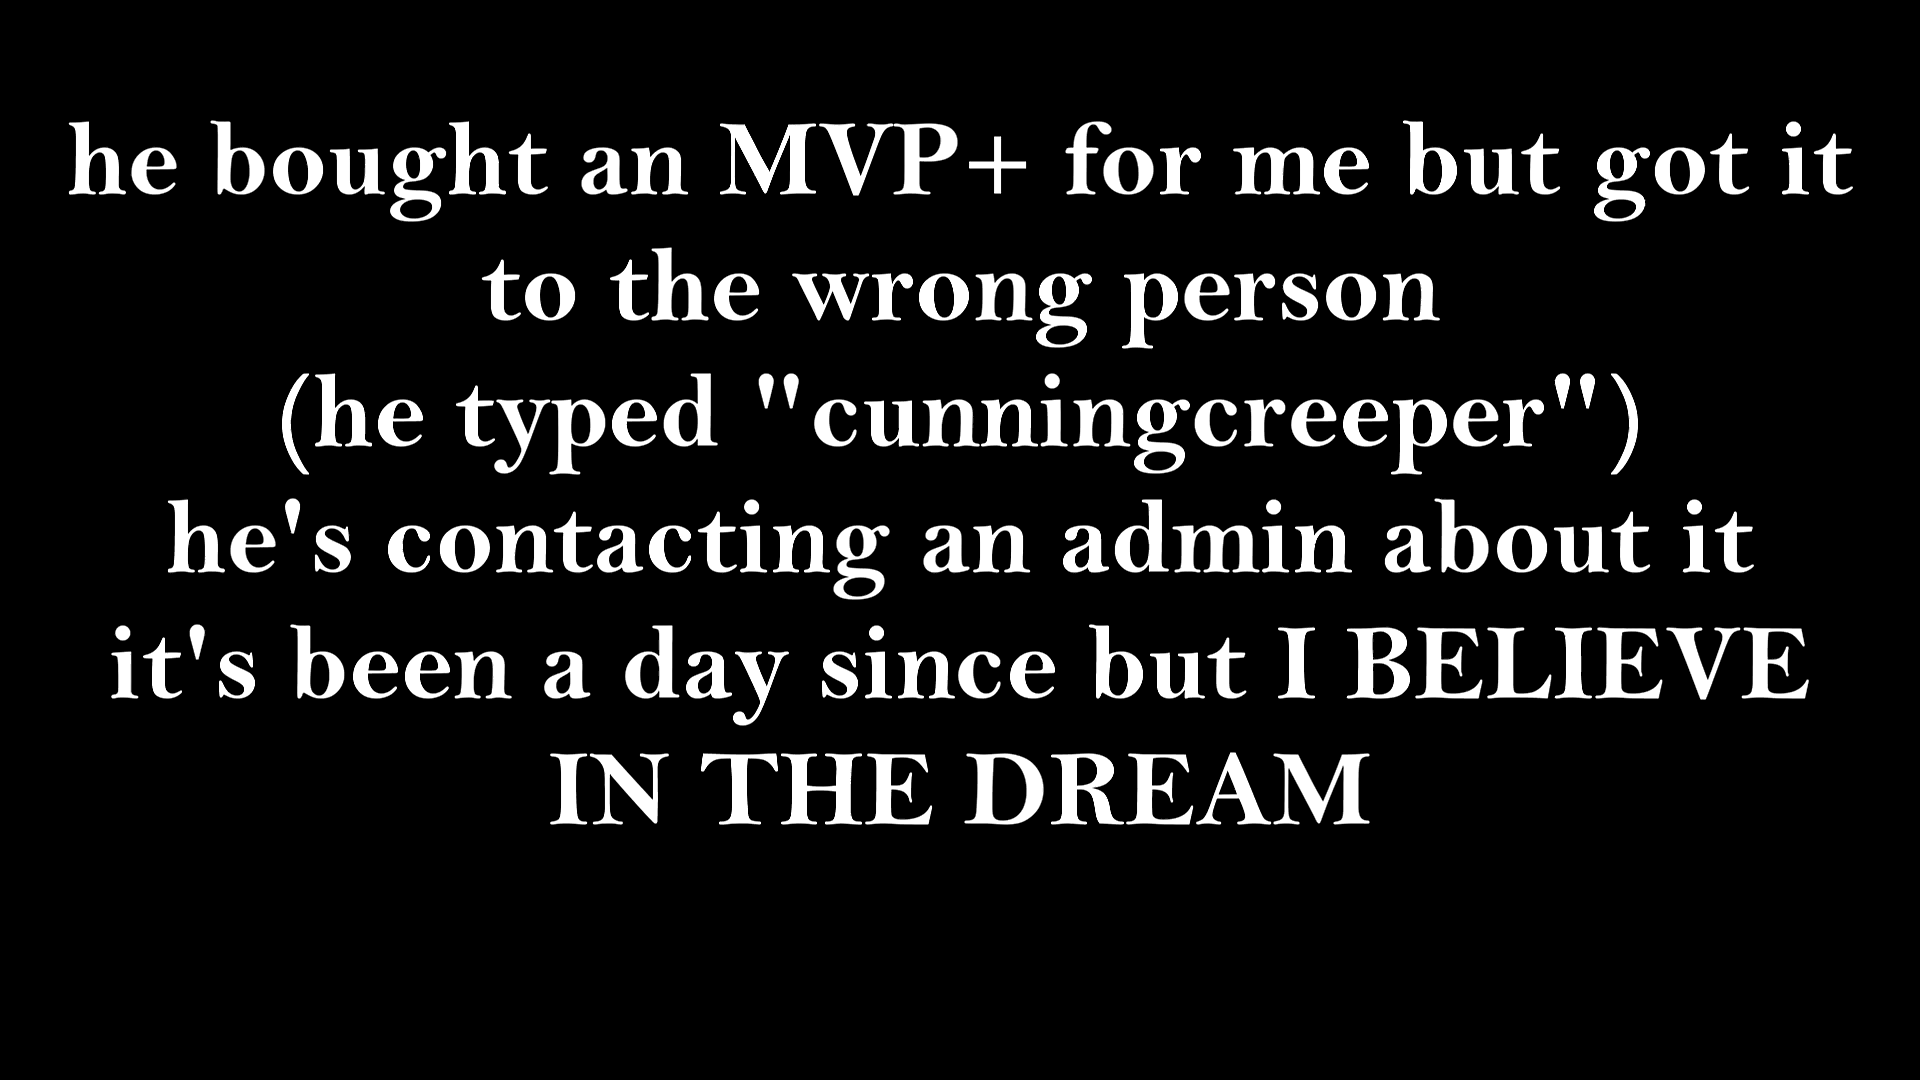 he bought an MVP+ for me but got it
to the wrong person
(he typed "cunningcreeper")
he's contacting an admin about it
it's been a day since but I BELIEVE
IN THE DREAM